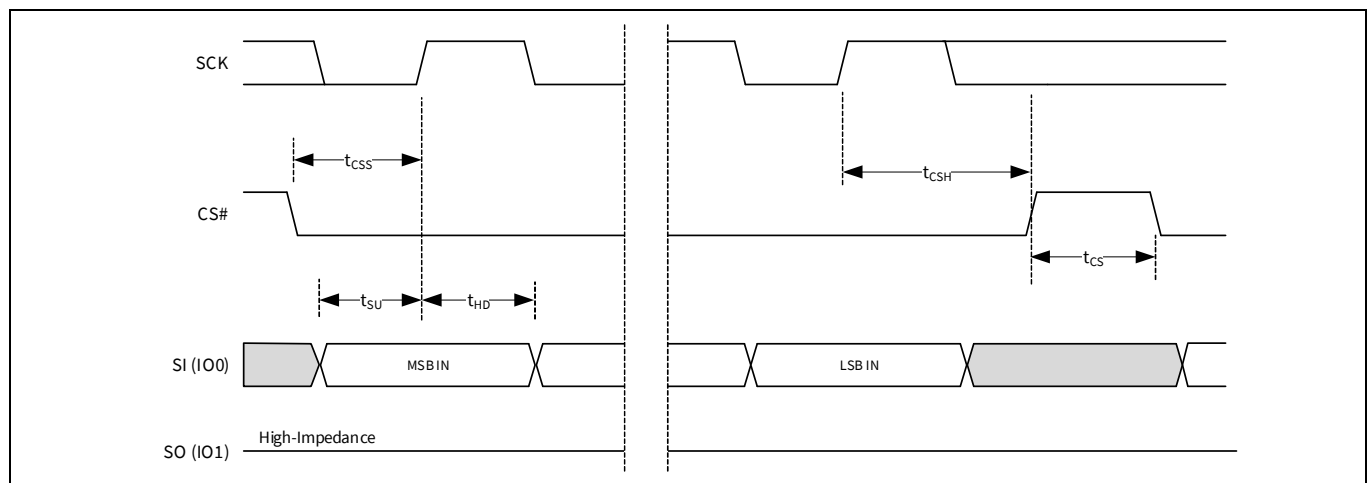 SCK
tCSS
tCSH
CS#
tCS
tSU
tHD
SI (IO0)
MSB IN
LSB IN
High-Impedance
SO (IO1)